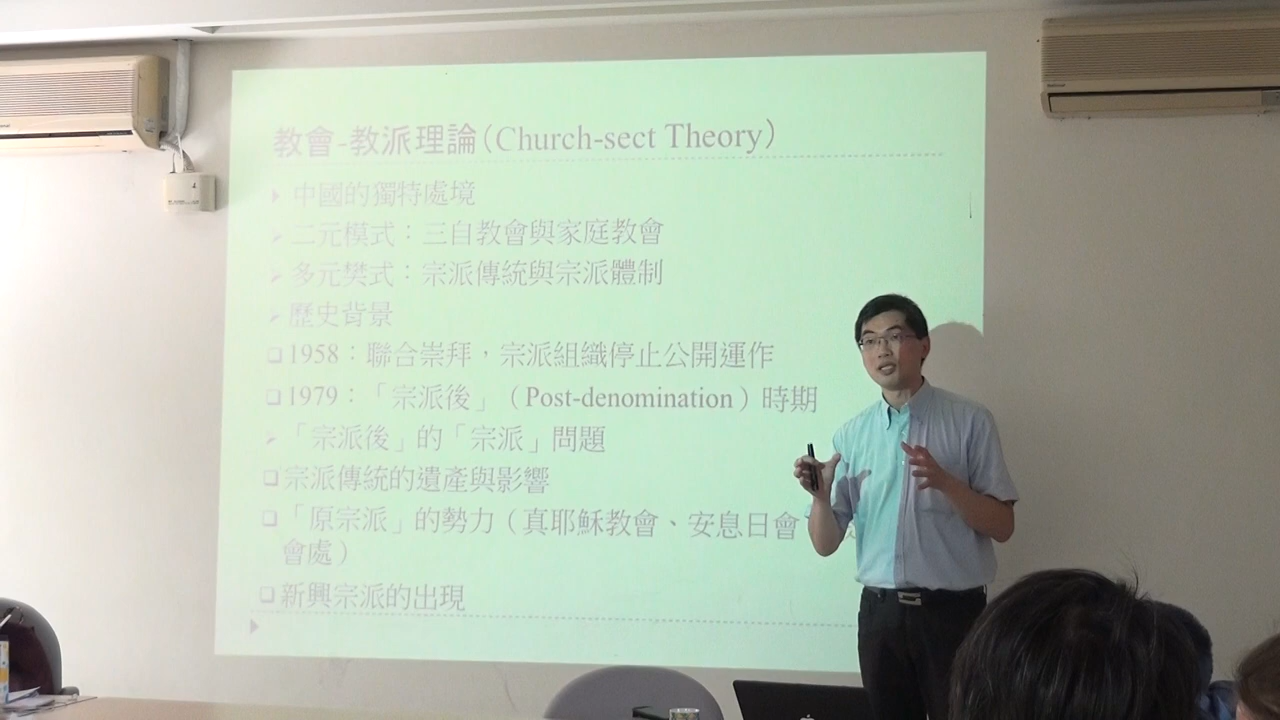 教會-教派理論(Church-sect Theory)
中國的獨特處境
二元模式：三自教會與家庭教會
多元樊式：宗派傳統與宗派體制
歷史背景
1958：聯合崇拜，宗派組織停止公開運作
1979：「宗派後」（Post-denomination）時期
「宗派後」的「宗派」問題
宗派傳統的遺產與影響
「原宗派」的勢力（真耶穌教會、安息日會
會處）
新興宗派的出現